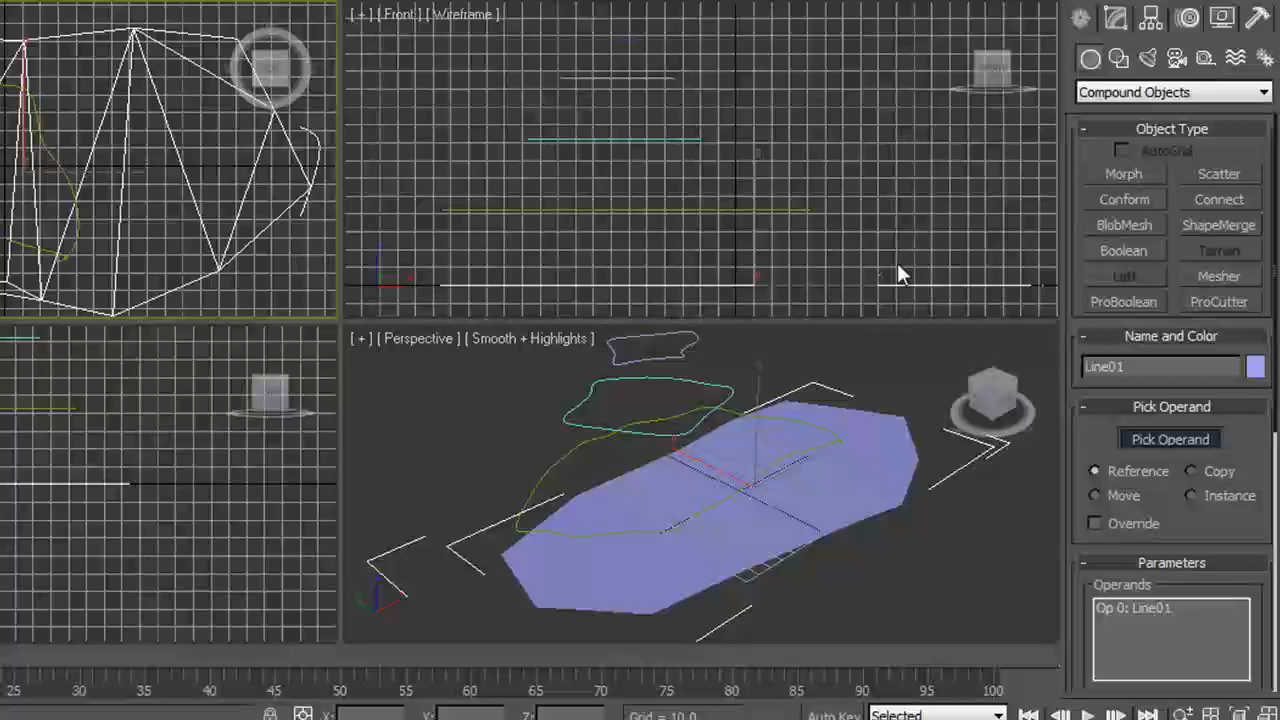 [ + ] [ Front ] [ Wireframe ]
[ + ] [ Perspective ] [ Smooth + Highlights ]
Compound Objects
- Object Type
AutoGrid
Morph Scatter
Conform Connect
BlobMesh ShapeMerge
Boolean Terrain
Loft Mesher
ProBoolean ProCutter
- Name and Color
Line01
- Pick Operand
Pick Operand
Reference Copy
Move Instance
Override
- Parameters
Operands
Op 0: Line01
25 30 35 40 45 50 55 60 65 70 75 80 85 90 95 100
X: Y: Z: Grid = 10.0 Auto Key Selected